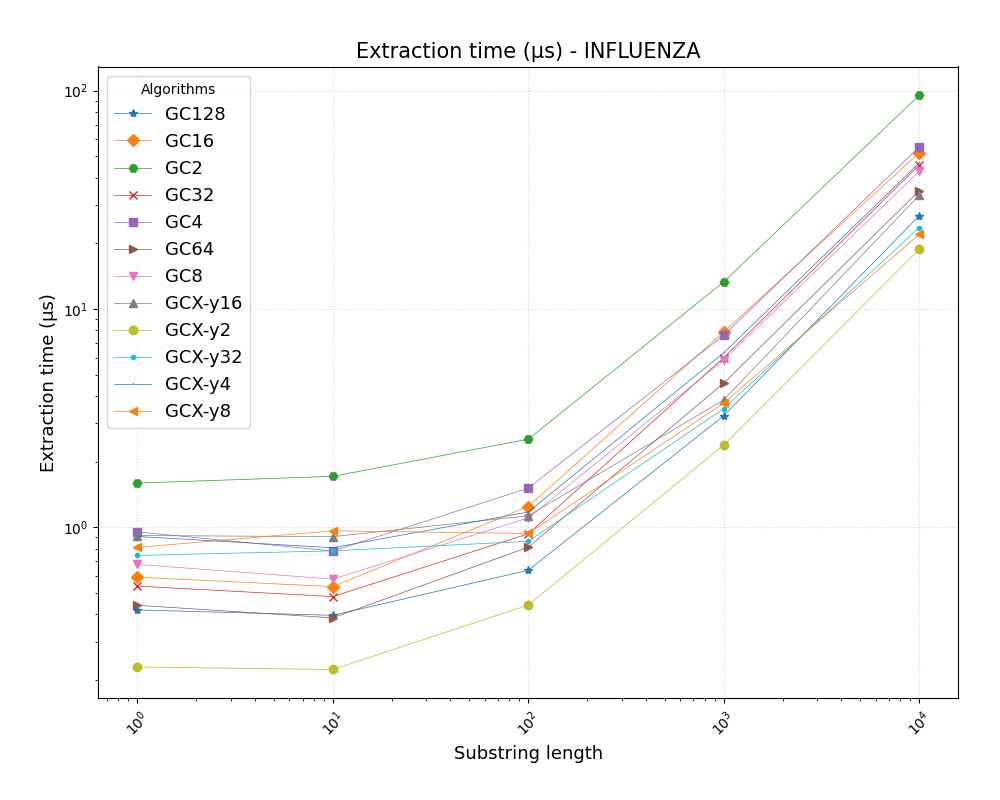 Extraction time (μs) - INFLUENZA
Algorithms
GC128
GC16
GC2
GC32
GC4
GC64
GC8
GCX-y16
GCX-y2
GCX-y32
GCX-y4
GCX-y8
Extraction time (μs)
10²
10¹
10⁰
10⁰ 10¹ 10² 10³ 10⁴
Substring length